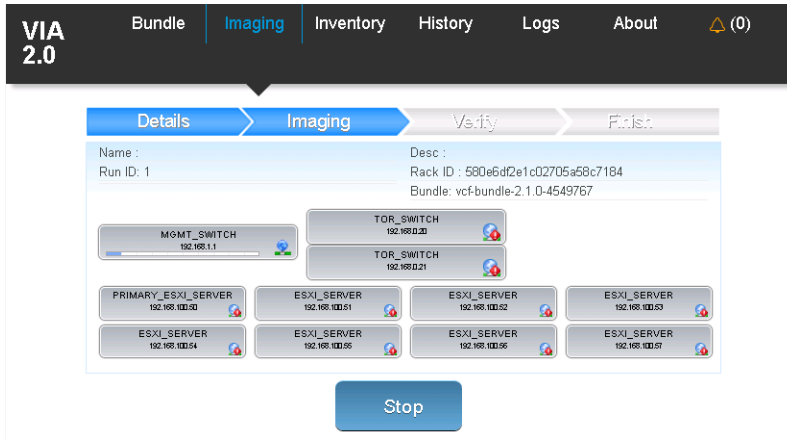 VIA 2.0
Bundle
Imaging
Inventory
History
Logs
About
(0)
Details
Imaging
Verify
Finish
Name :
Desc :
Run ID: 1
Rack ID : 580e6df2e1c02705a58c7184
Bundle: vcf-bundle-2.1.0-4549767
MGMT_SWITCH
192.168.1.1
TOR_SWITCH
192.168.0.20
TOR_SWITCH
192.168.0.21
PRIMARY_ESXI_SERVER
192.168.100.50
ESXI_SERVER
192.168.100.51
ESXI_SERVER
192.168.100.52
ESXI_SERVER
192.168.100.53
ESXI_SERVER
192.168.100.54
ESXI_SERVER
192.168.100.55
ESXI_SERVER
192.168.100.56
ESXI_SERVER
192.168.100.57
Stop